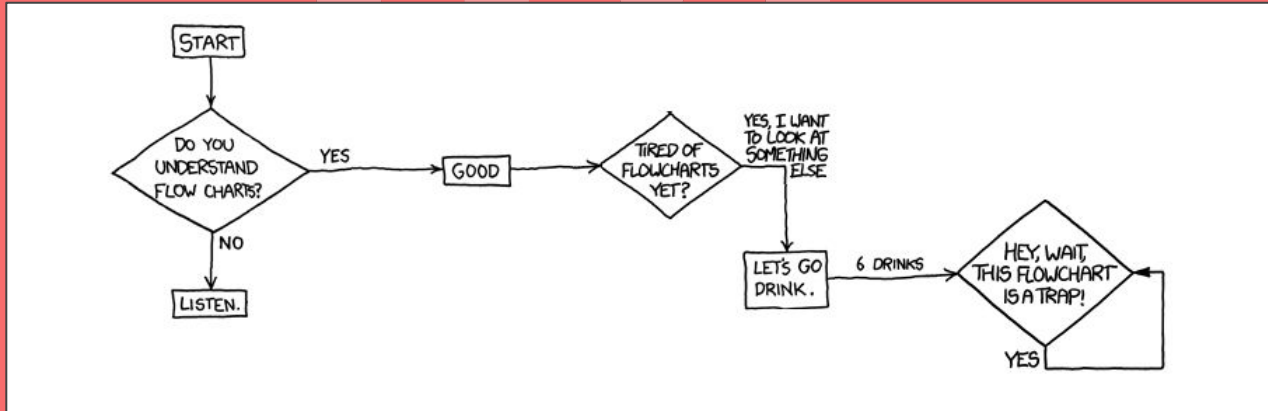 START
DO YOU
UNDERSTAND
FLOW CHARTS?
YES
NO
LISTEN.
GOOD
TIRED OF
FLOWCHARTS
YET?
YES, I WANT
TO LOOK AT
SOMETHING
ELSE
LET'S GO
DRINK.
6 DRINKS
HEY, WAIT,
THIS FLOWCHART
IS A TRAP!
YES